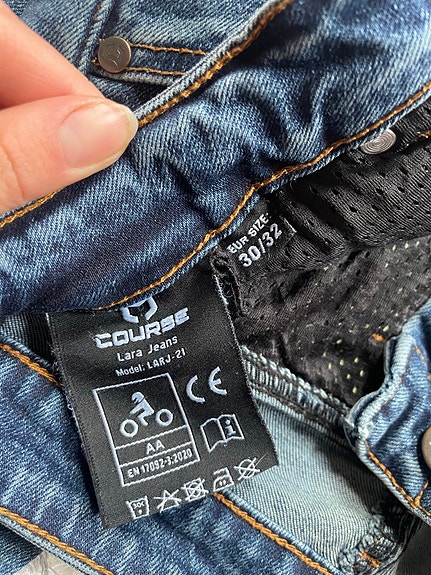 EUR SIZE:
30/32
COURSE
Lara Jeans
Model: LARJ-21
CE
AA
EN 17092-3:2020